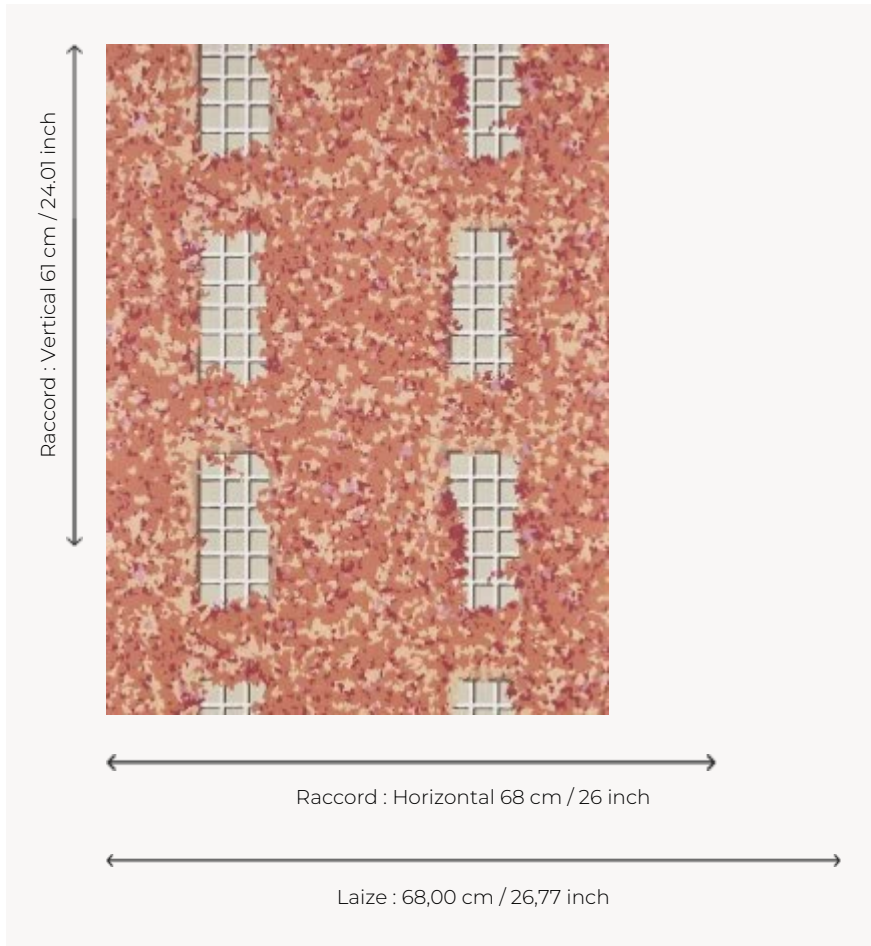 Raccord : Vertical 61 cm / 24.01 inch
Raccord : Horizontal 68 cm / 26 inch
Laize : 68,00 cm / 26,77 inch